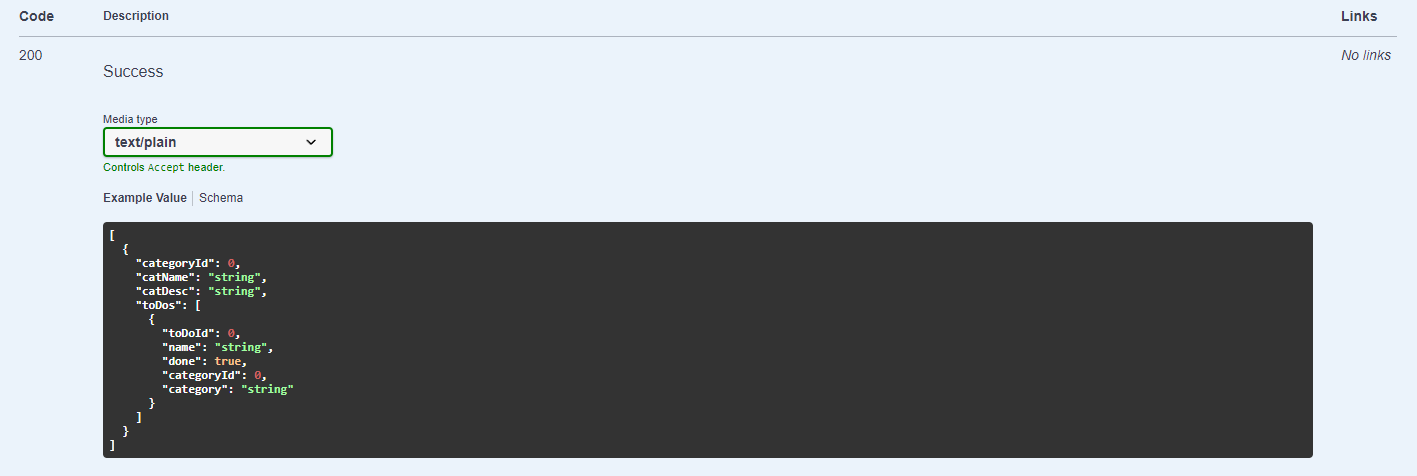 Code Description Links
200 Success No links
Media type
text/plain
Controls Accept header.
Example Value Schema
[
  {
    "categoryId": 0,
    "catName": "string",
    "catDesc": "string",
    "toDos": [
      {
        "toDoId": 0,
        "name": "string",
        "done": true,
        "categoryId": 0,
        "category": "string"
      }
    ]
  }
]